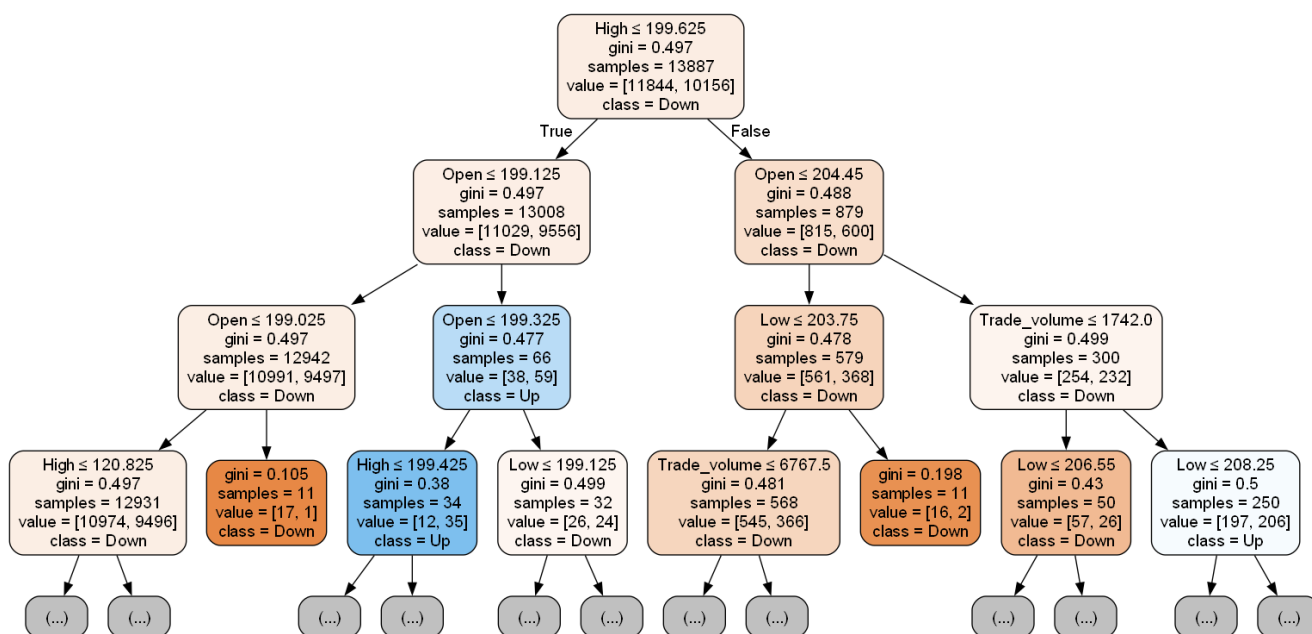 High ≤ 199.625
gini = 0.497
samples = 13887
value = [11844, 10156]
class = Down
True
False
Open ≤ 199.125
gini = 0.497
samples = 13008
value = [11029, 9556]
class = Down
Open ≤ 204.45
gini = 0.488
samples = 879
value = [815, 600]
class = Down
Open ≤ 199.025
gini = 0.497
samples = 12942
value = [10991, 9497]
class = Down
Open ≤ 199.325
gini = 0.477
samples = 66
value = [38, 59]
class = Up
Low ≤ 203.75
gini = 0.478
samples = 579
value = [561, 368]
class = Down
Trade_volume ≤ 1742.0
gini = 0.499
samples = 300
value = [254, 232]
class = Down
High ≤ 120.825
gini = 0.497
samples = 12931
value = [10974, 9496]
class = Down
gini = 0.105
samples = 11
value = [17, 1]
class = Down
High ≤ 199.425
gini = 0.38
samples = 34
value = [12, 35]
class = Up
Low ≤ 199.125
gini = 0.499
samples = 32
value = [26, 24]
class = Down
Trade_volume ≤ 6767.5
gini = 0.481
samples = 568
value = [545, 366]
class = Down
gini = 0.198
samples = 11
value = [16, 2]
class = Down
Low ≤ 206.55
gini = 0.43
samples = 50
value = [57, 26]
class = Down
Low ≤ 208.25
gini = 0.5
samples = 250
value = [197, 206]
class = Up
(...)
(...)
(...)
(...)
(...)
(...)
(...)
(...)
(...)
(...)
(...)
(...)